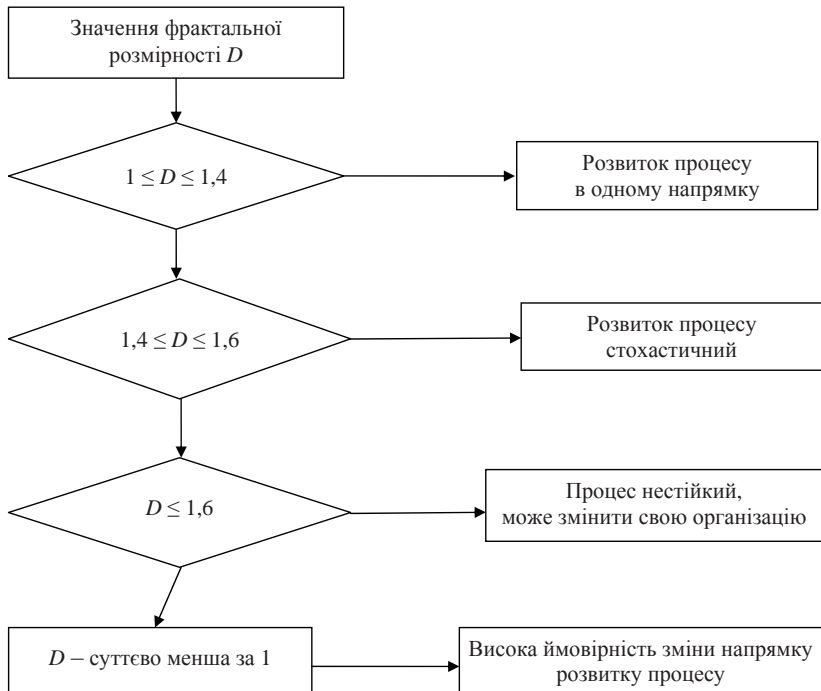 Значення фрактальної
розмірності D
1 ≤ D ≤ 1,4
Розвиток процесу
в одному напрямку
1,4 ≤ D ≤ 1,6
Розвиток процесу
стохастичний
D ≤ 1,6
Процес нестійкий,
може змінити свою організацію
D – суттєво менша за 1
Висока ймовірність зміни напрямку
розвитку процесу